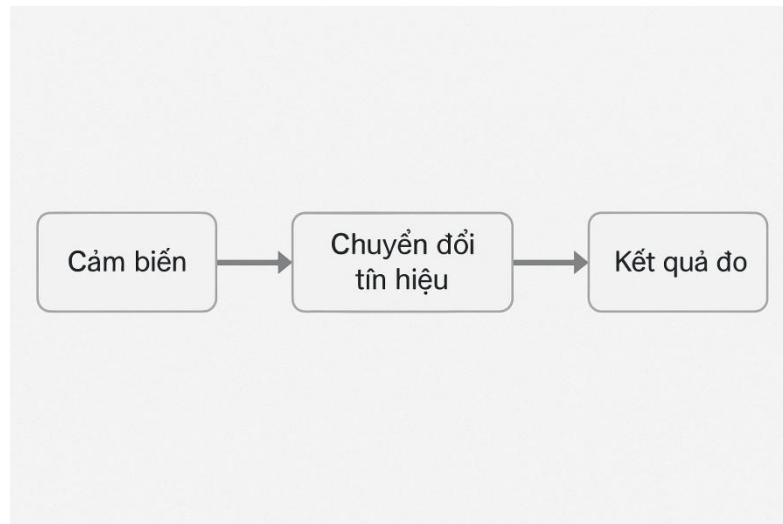 Cảm biến
Chuyển đổi
tín hiệu
Kết quả đo